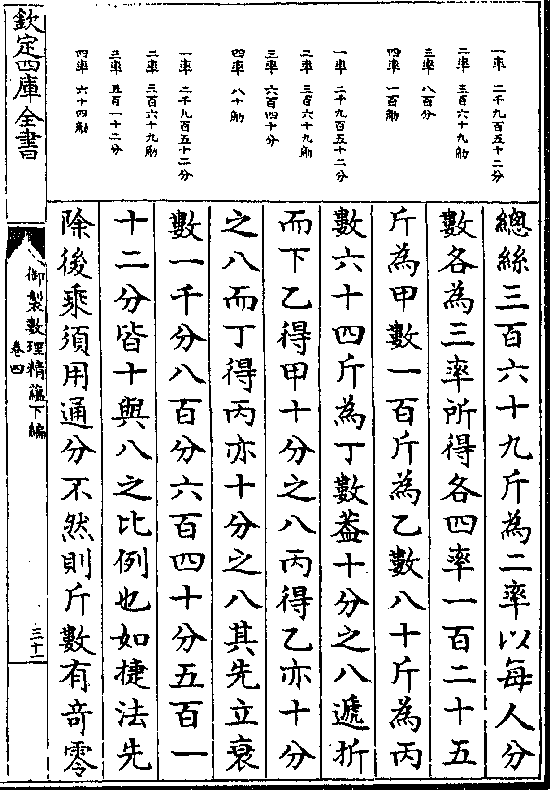 一率 二千九百五十二分
二率 三百六十九觔
三率 八百分
四率 一百觔
一率 二千九百五十二分
二率 三百六十九觔
三率 六百四十分
四率 八十觔
一率 二千九百五十二分
二率 三百六十九觔
三率 五百一十二分
四率 六十四觔
總絲三百六十九斤為二率以每人分
數各為三率所得各四率一百二十五
斤為甲數一百斤為乙數八十斤為丙
數六十四斤為丁數蓋十分之八遞折
而下乙得甲十分之八丙得乙亦十分
之八而丁得丙亦十分之八其先立衰
數一千分八百分六百四十分五百一
十二分皆十與八之比例也如捷法先
除後乘須用通分不然則斤數有竒零
欽定四庫全書
御製數理精蘊下編
卷四
三十一